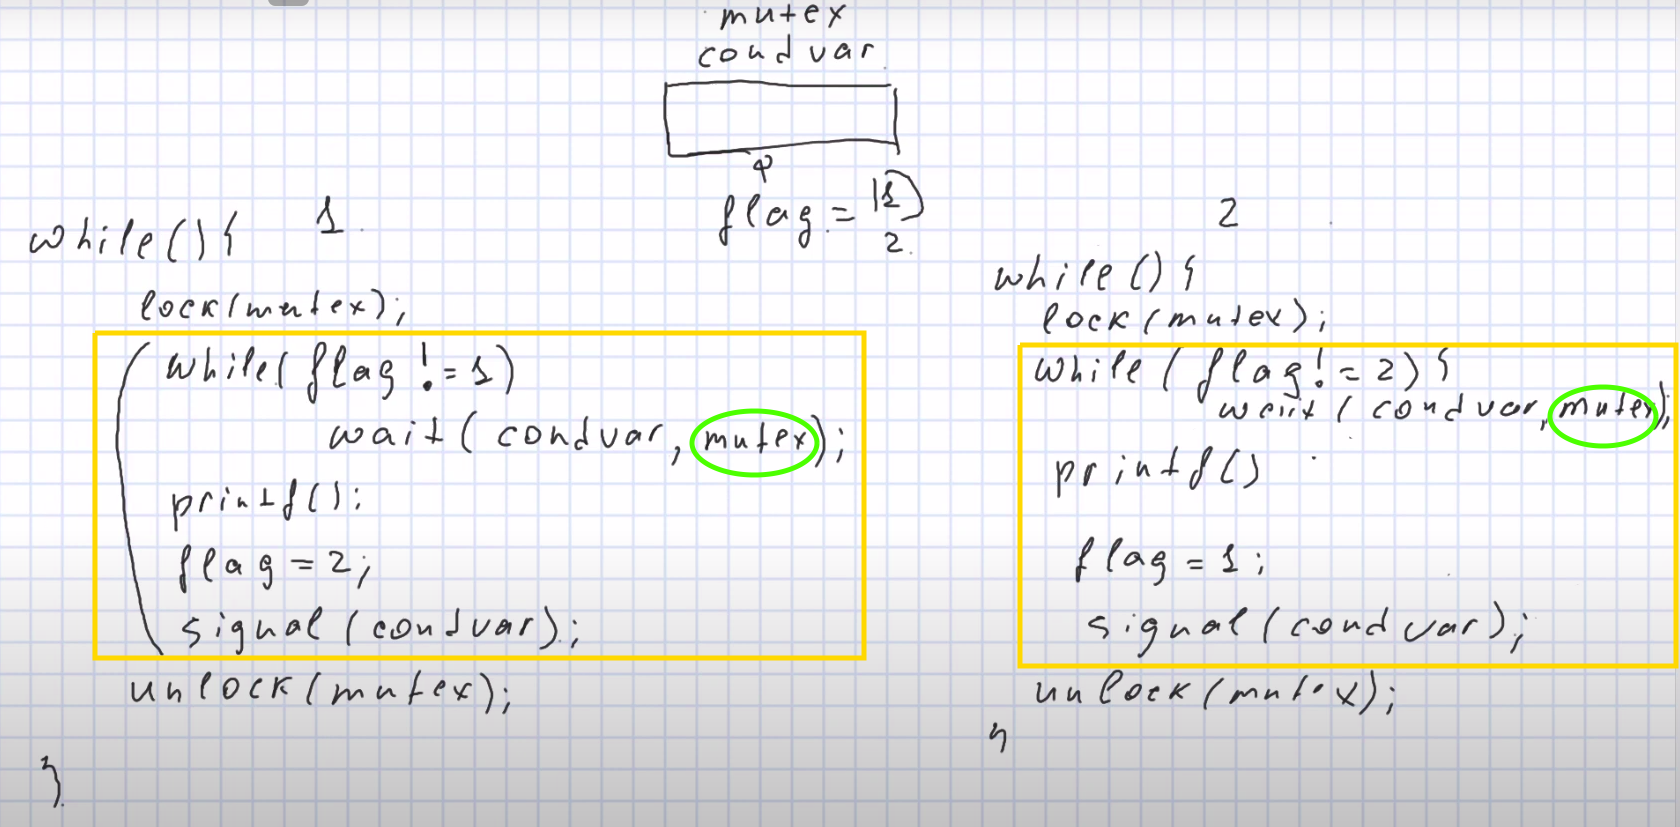 mutex
condvar
flag = 1
2
1
while(){
lock(mutex);
while(flag != 1)
wait(condvar, mutex);
printf();
flag = 2;
signal(condvar);
unlock(mutex);
}
2
while(){
lock(mutex);
while(flag != 2){
wait(condvar, mutex);
printf()
flag = 1;
signal(condvar);
unlock(mutex);
}